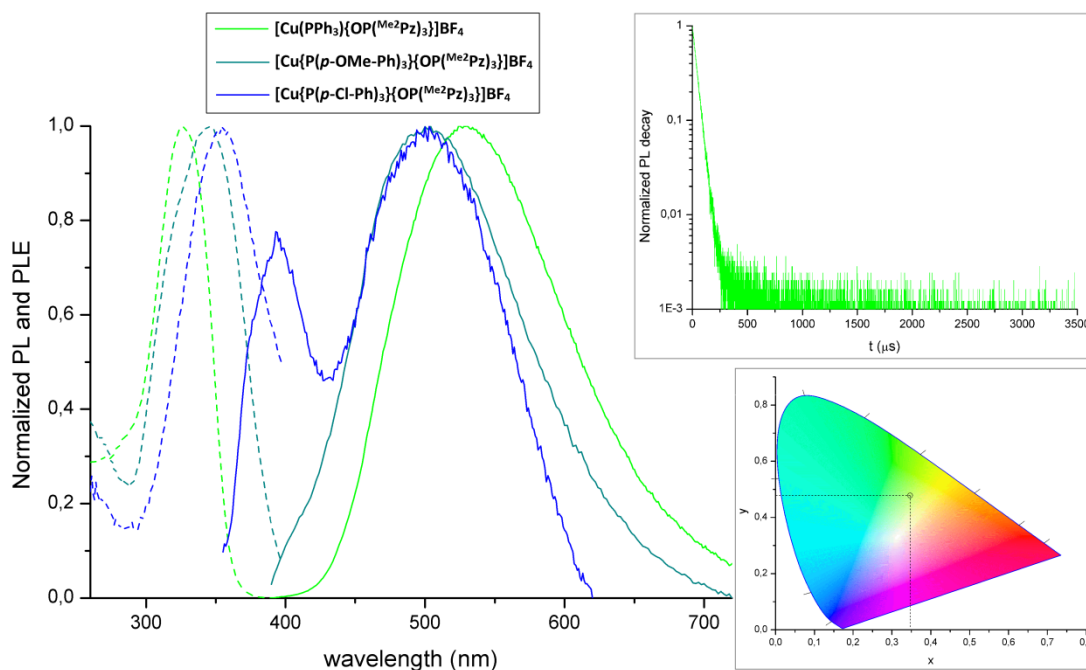 [Cu(PPh₃){OP(ᴹᵉ²Pz)₃}]BF₄
[Cu{P(p-OMe-Ph)₃}{OP(ᴹᵉ²Pz)₃}]BF₄
[Cu{P(p-Cl-Ph)₃}{OP(ᴹᵉ²Pz)₃}]BF₄
Normalized PL and PLE
1,0
0,8
0,6
0,4
0,2
0,0
300 400 500 600 700
wavelength (nm)
Normalized PL decay
1
0,1
0,01
1E-3
0 500 1000 1500 2000 2500 3000 3500
t (μs)
y
0,8
0,6
0,4
0,2
0,0
0,0 0,1 0,2 0,3 0,4 0,5 0,6 0,7
x